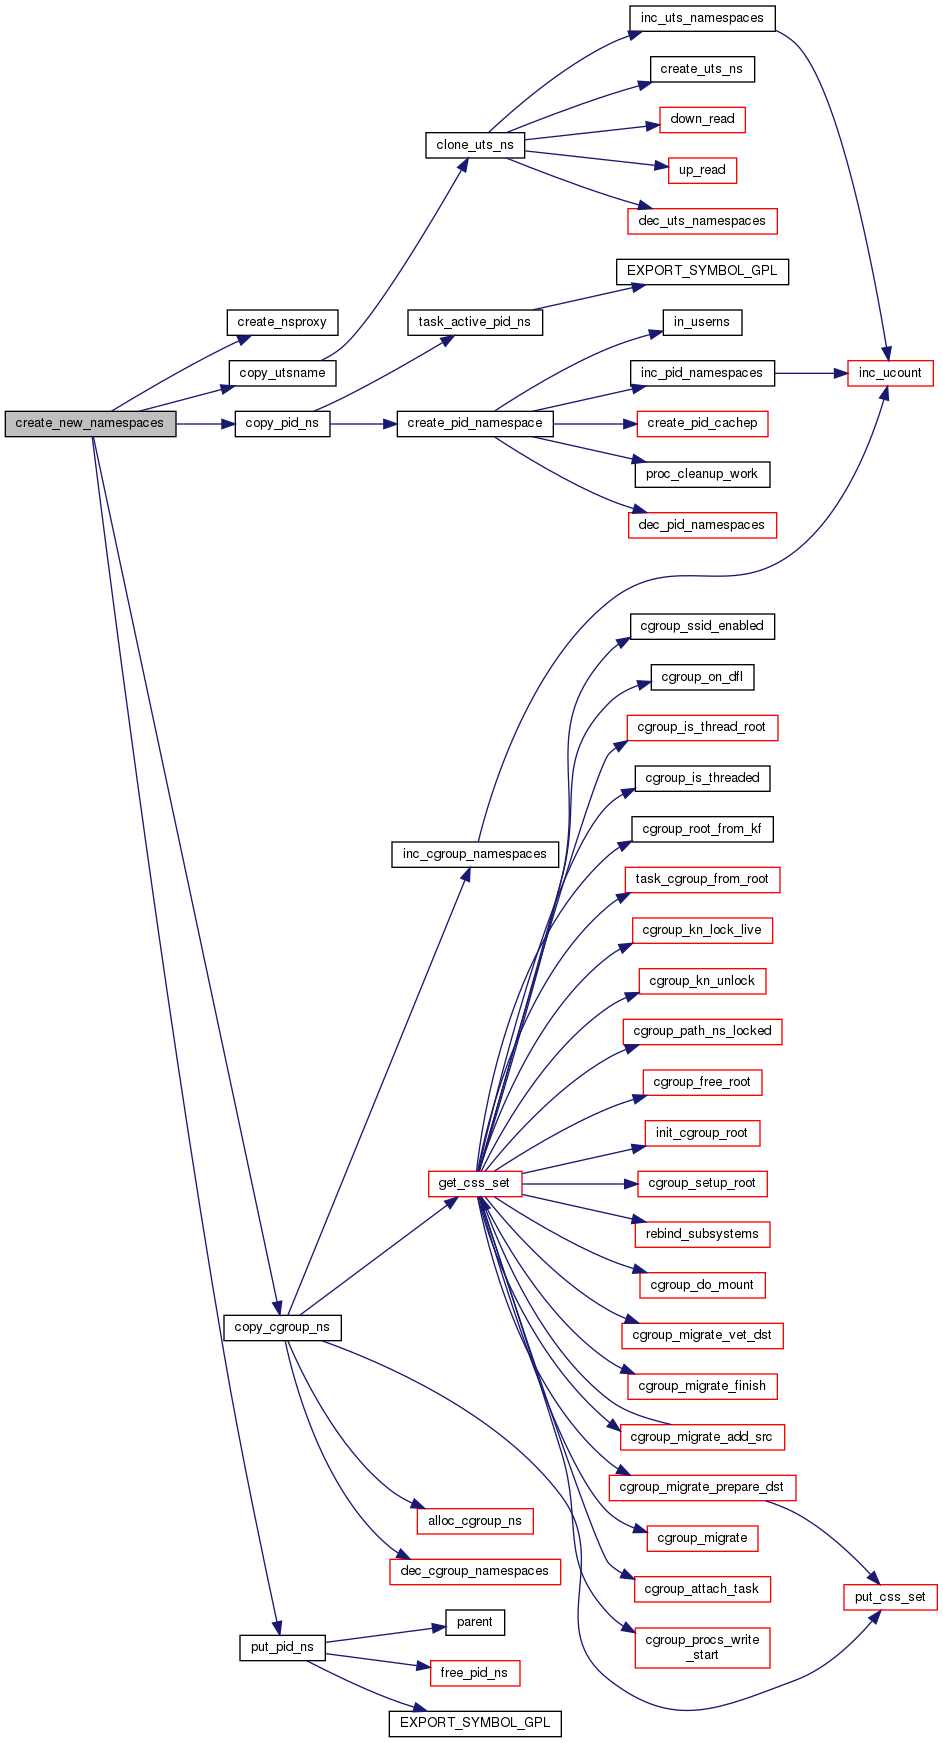 inc_uts_namespaces
create_uts_ns
down_read
clone_uts_ns
up_read
dec_uts_namespaces
EXPORT_SYMBOL_GPL
create_nsproxy
task_active_pid_ns
in_userns
copy_utsname
inc_pid_namespaces
inc_ucount
create_new_namespaces
copy_pid_ns
create_pid_namespace
create_pid_cachep
proc_cleanup_work
dec_pid_namespaces
cgroup_ssid_enabled
cgroup_on_dfl
cgroup_is_thread_root
cgroup_is_threaded
cgroup_root_from_kf
inc_cgroup_namespaces
task_cgroup_from_root
cgroup_kn_lock_live
cgroup_kn_unlock
cgroup_path_ns_locked
cgroup_free_root
init_cgroup_root
get_css_set
cgroup_setup_root
rebind_subsystems
cgroup_do_mount
copy_cgroup_ns
cgroup_migrate_vet_dst
cgroup_migrate_finish
cgroup_migrate_add_src
cgroup_migrate_prepare_dst
alloc_cgroup_ns
cgroup_migrate
dec_cgroup_namespaces
cgroup_attach_task
put_css_set
parent
put_pid_ns
cgroup_procs_write
_start
free_pid_ns
EXPORT_SYMBOL_GPL